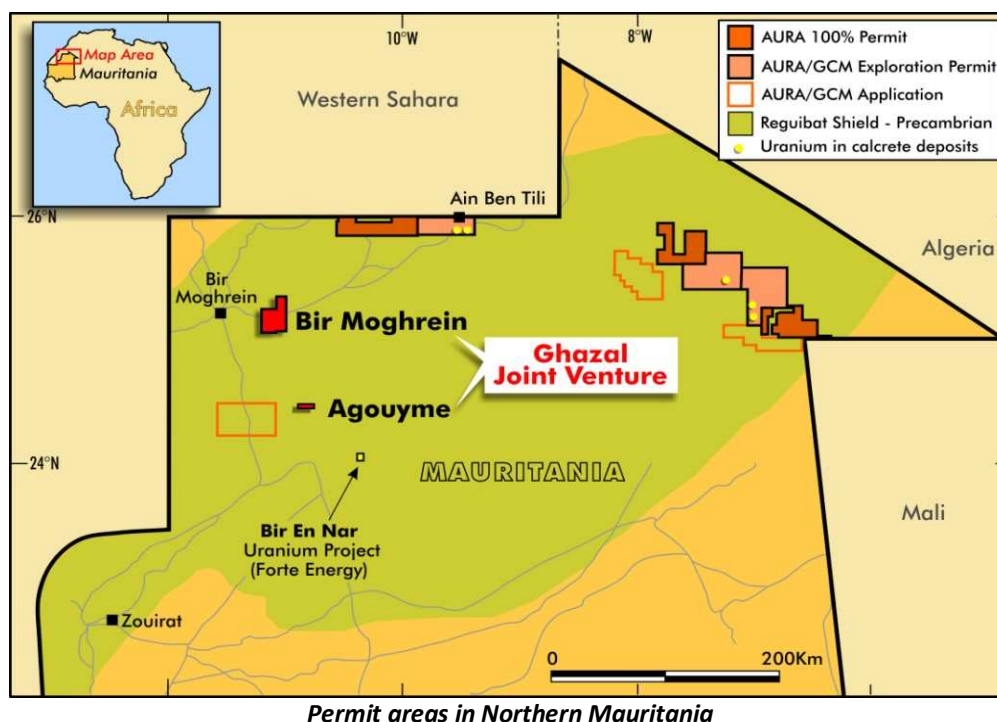 Map Area
Mauritania
Africa
10°W
8°W
AURA 100% Permit
AURA/GCM Exploration Permit
AURA/GCM Application
Reguibat Shield - Precambrian
Uranium in calcrete deposits
Western Sahara
Ain Ben Tili
26°N
Algeria
Bir
Moghrein
Bir Moghrein
Ghazal
Joint Venture
Agouyme
24°N
MAURITANIA
Mali
Bir En Nar
Uranium Project
(Forte Energy)
Zouirat
0
200Km
Permit areas in Northern Mauritania